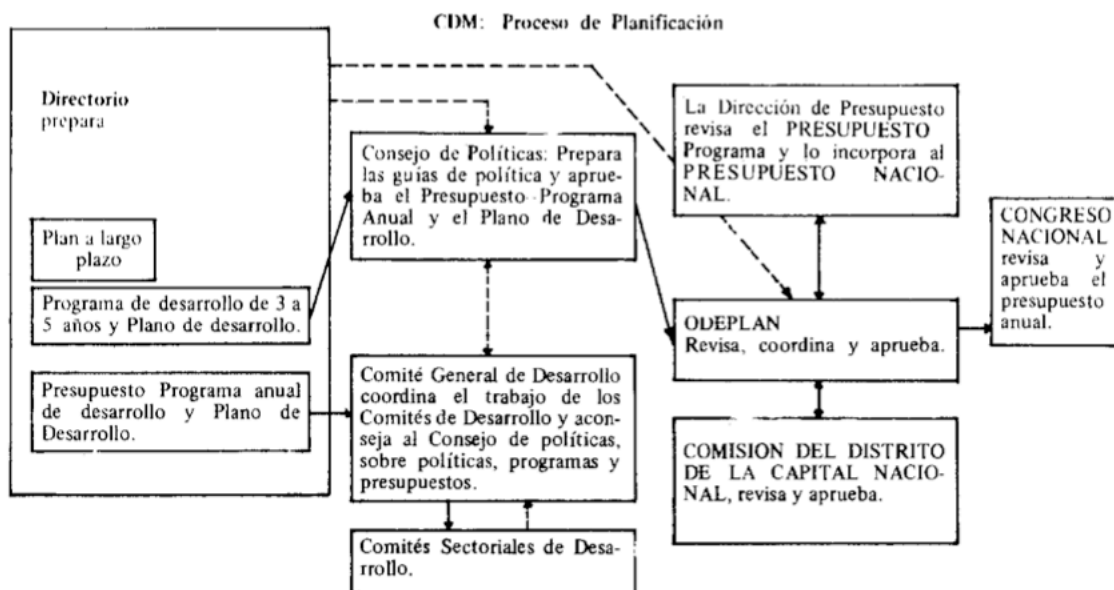 CDM: Proceso de Planificación
Directorio
prepara
Plan a largo
plazo
Programa de desarrollo de 3 a
5 años y Plano de desarrollo.
Presupuesto Programa anual
de desarrollo y Plano de
Desarrollo.
Consejo de Políticas: Prepara
las guías de política y aprue-
ba el Presupuesto Programa
Anual y el Plano de Desa-
rrollo.
Comité General de Desarrollo
coordina el trabajo de los
Comités de Desarrollo y acon-
seja al Consejo de políticas,
sobre políticas, programas y
presupuestos.
Comités Sectoriales de Desa-
rrollo.
La Dirección de Presupuesto
revisa el PRESUPUESTO
Programa y lo incorpora al
PRESUPUESTO NACIO-
NAL.
ODEPLAN
Revisa, coordina y aprueba.
COMISION DEL DISTRITO
DE LA CAPITAL NACIO-
NAL, revisa y aprueba.
CONGRESO
NACIONAL
revisa y
aprueba el
presupuesto
anual.